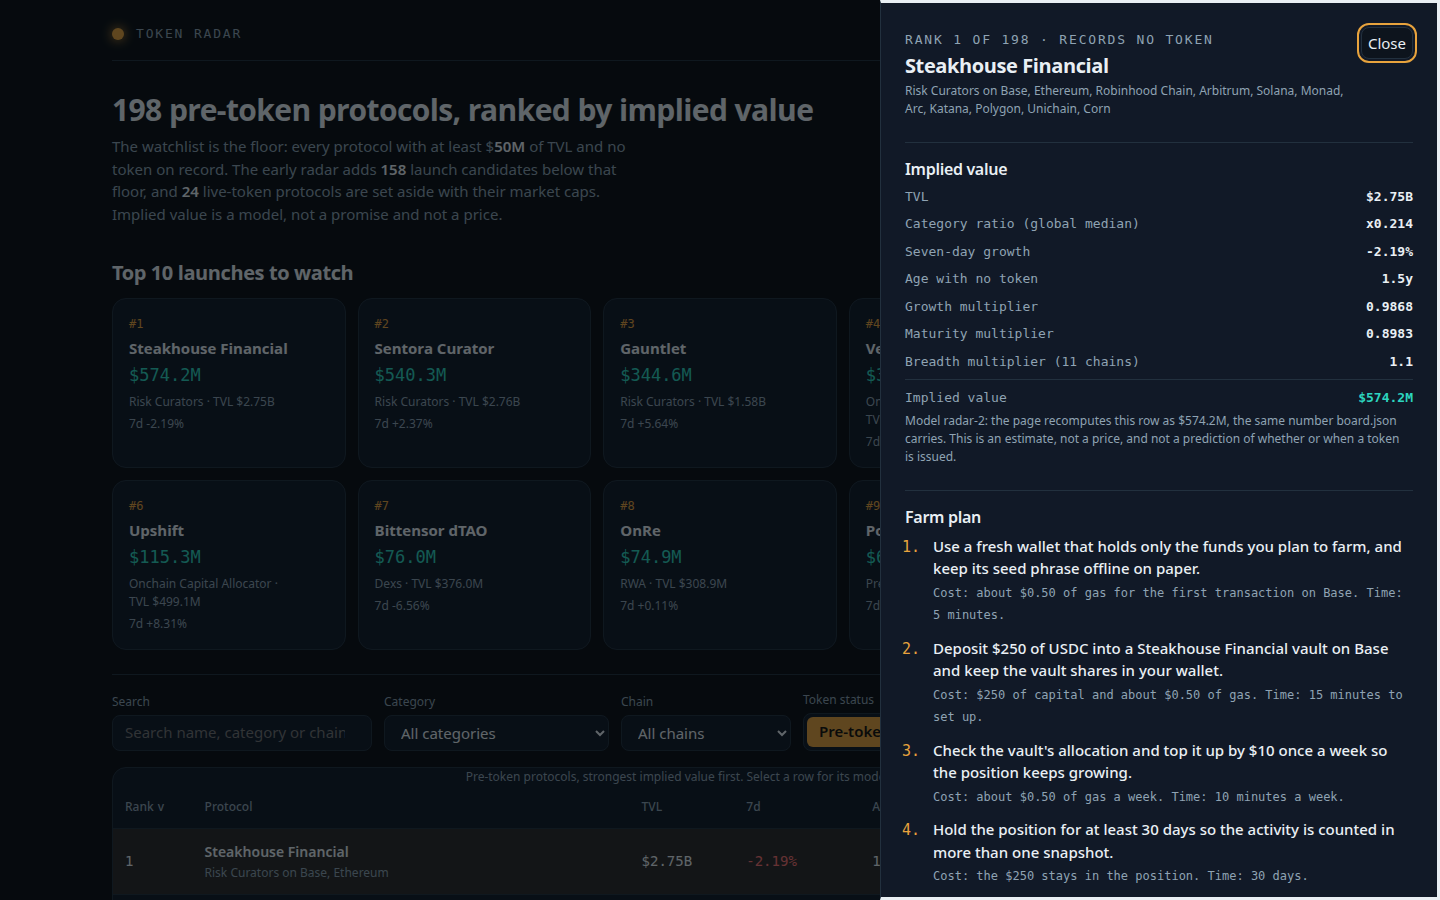 TOKEN RADAR
198 pre-token protocols, ranked by implied value
The watchlist is the floor: every protocol with at least $50M of TVL and no
token on record. The early radar adds 158 launch candidates below that
floor, and 24 live-token protocols are set aside with their market caps.
Implied value is a model, not a promise and not a price.
Top 10 launches to watch
#1
Steakhouse Financial
$574.2M
Risk Curators · TVL $2.75B
7d -2.19%
#2
Sentora Curator
$540.3M
Risk Curators · TVL $2.76B
7d +2.37%
#3
Gauntlet
$344.6M
Risk Curators · TVL $1.58B
7d +5.64%
#4
#6
Upshift
$115.3M
Onchain Capital Allocator ·
TVL $499.1M
7d +8.31%
#7
Bittensor dTAO
$76.0M
Dexs · TVL $376.0M
7d -6.56%
#8
OnRe
$74.9M
RWA · TVL $308.9M
7d +0.11%
#9
Search
Search name, category or chain
Category
All categories
Chain
All chains
Token status
Pre-toke
Pre-token protocols, strongest implied value first. Select a row for its mod
Rank v
Protocol
TVL
7d
A
1
Steakhouse Financial
Risk Curators on Base, Ethereum
$2.75B
-2.19%
1
RANK 1 OF 198 · RECORDS NO TOKEN
Close
Steakhouse Financial
Risk Curators on Base, Ethereum, Robinhood Chain, Arbitrum, Solana, Monad,
Arc, Katana, Polygon, Unichain, Corn
Implied value
TVL $2.75B
Category ratio (global median) x0.214
Seven-day growth -2.19%
Age with no token 1.5y
Growth multiplier 0.9868
Maturity multiplier 0.8983
Breadth multiplier (11 chains) 1.1
Implied value $574.2M
Model radar-2: the page recomputes this row as $574.2M, the same number board.json
carries. This is an estimate, not a price, and not a prediction of whether or when a token
is issued.
Farm plan
1. Use a fresh wallet that holds only the funds you plan to farm, and
keep its seed phrase offline on paper.
Cost: about $0.50 of gas for the first transaction on Base. Time:
5 minutes.
2. Deposit $250 of USDC into a Steakhouse Financial vault on Base
and keep the vault shares in your wallet.
Cost: $250 of capital and about $0.50 of gas. Time: 15 minutes to
set up.
3. Check the vault's allocation and top it up by $10 once a week so
the position keeps growing.
Cost: about $0.50 of gas a week. Time: 10 minutes a week.
4. Hold the position for at least 30 days so the activity is counted in
more than one snapshot.
Cost: the $250 stays in the position. Time: 30 days.